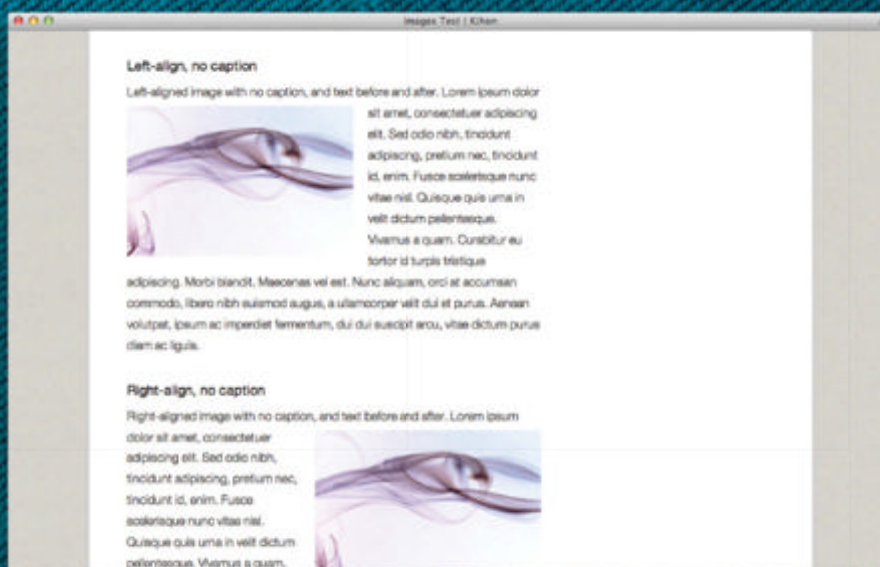 Images Test | Kihon
Left-align, no caption
Left-aligned image with no caption, and text before and after. Lorem ipsum dolor
sit amet, consectetuer adipiscing
elit. Sed odio nibh, tincidunt
adipiscing, pretium nec, tincidunt
id, enim. Fusce scelerisque nunc
vitae nisl. Quisque quis urna in
velit dictum pellentesque.
Vivamus a quam. Curabitur eu
tortor id turpis tristique
adipiscing. Morbi blandit. Maecenas vel est. Nunc aliquam, orci at accumsan
commodo, libero nibh euismod augue, a ullamcorper velit dui et purus. Aenean
volutpat, ipsum ac imperdiet fermentum, dui dui suscipit arcu, vitae dictum purus
diam ac ligula.
Right-align, no caption
Right-aligned image with no caption, and text before and after. Lorem ipsum
dolor sit amet, consectetuer
adipiscing elit. Sed odio nibh,
tincidunt adipiscing, pretium nec,
tincidunt id, enim. Fusce
scelerisque nunc vitae nisl.
Quisque quis urna in velit dictum
pellentesque. Vivamus a quam.